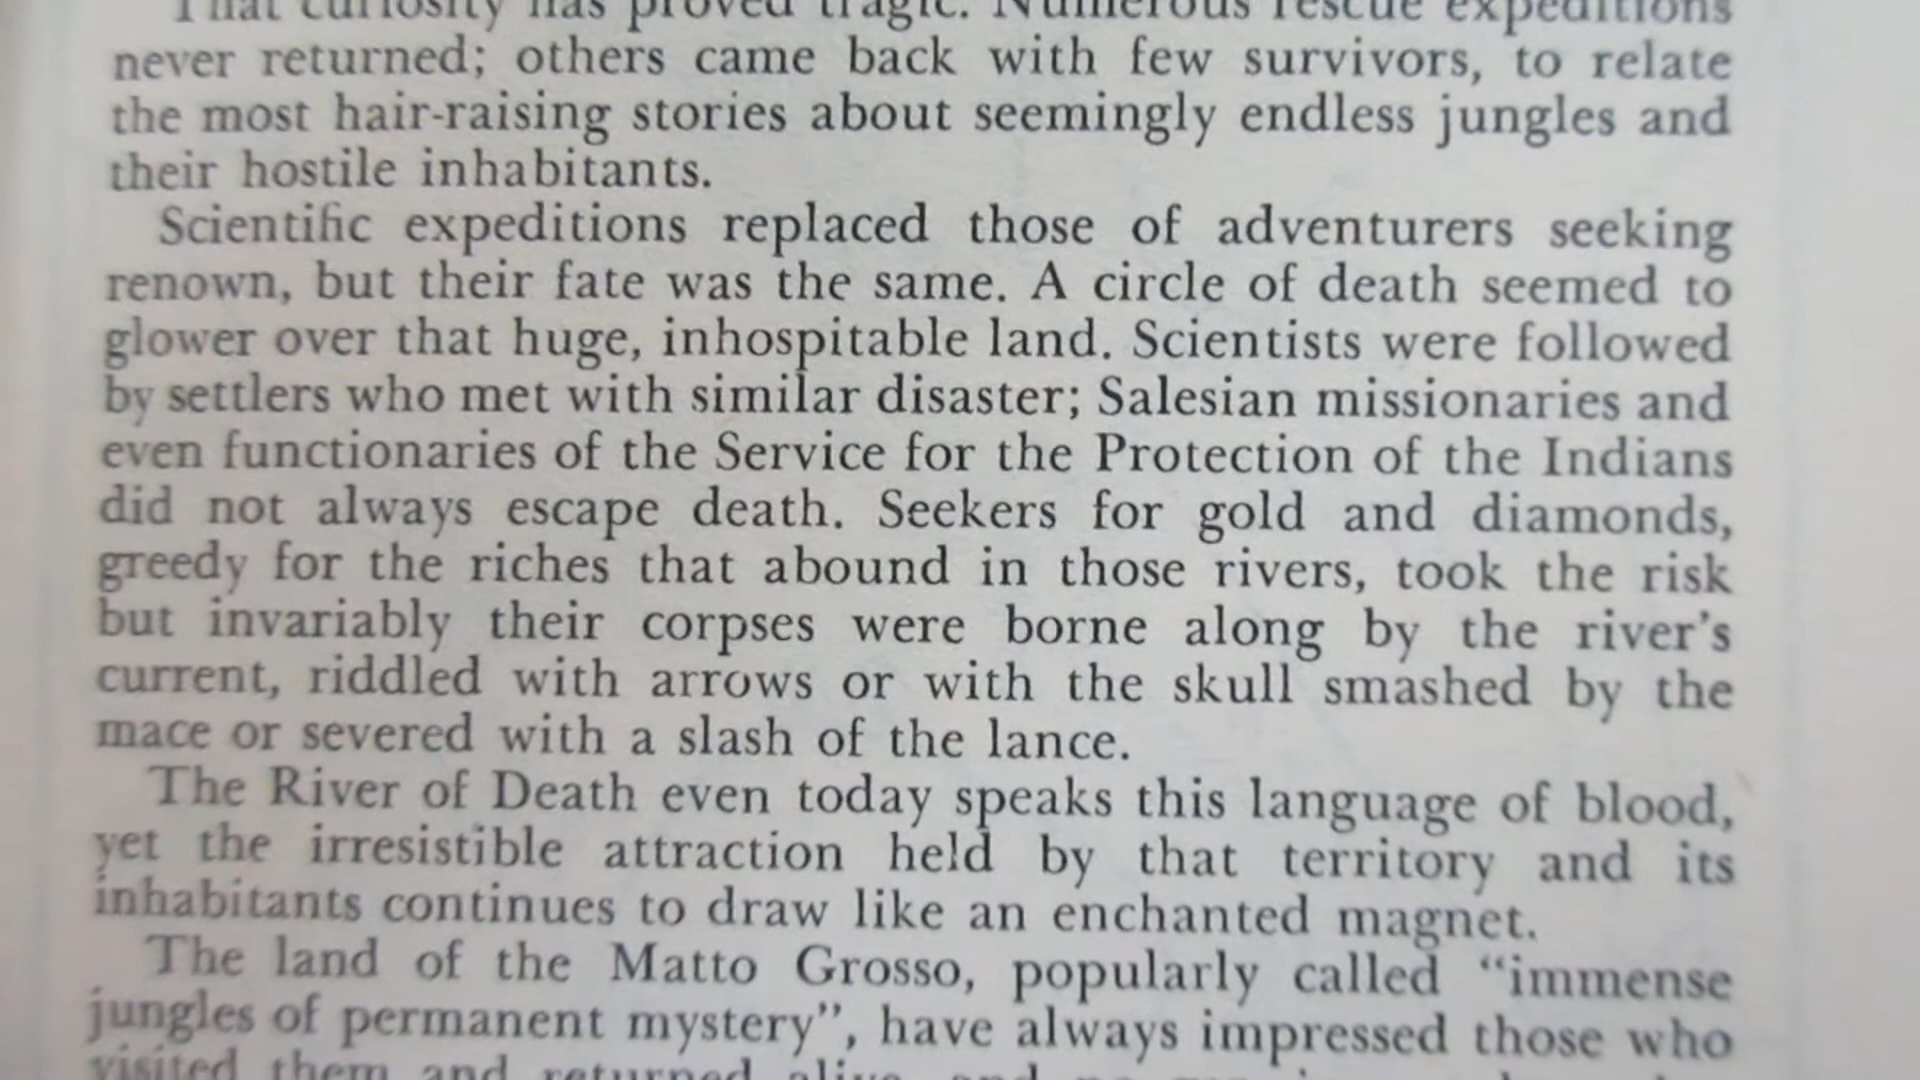 That curiosity has proved tragic. Numerous rescue expeditions
never returned; others came back with few survivors, to relate
the most hair-raising stories about seemingly endless jungles and
their hostile inhabitants.
Scientific expeditions replaced those of adventurers seeking
renown, but their fate was the same. A circle of death seemed to
glower over that huge, inhospitable land. Scientists were followed
by settlers who met with similar disaster; Salesian missionaries and
even functionaries of the Service for the Protection of the Indians
did not always escape death. Seekers for gold and diamonds,
greedy for the riches that abound in those rivers, took the risk
but invariably their corpses were borne along by the river's
current, riddled with arrows or with the skull smashed by the
mace or severed with a slash of the lance.
The River of Death even today speaks this language of blood,
yet the irresistible attraction held by that territory and its
inhabitants continues to draw like an enchanted magnet.
The land of the Matto Grosso, popularly called “immense
jungles of permanent mystery”, have always impressed those who
visited them and returned alive, and no